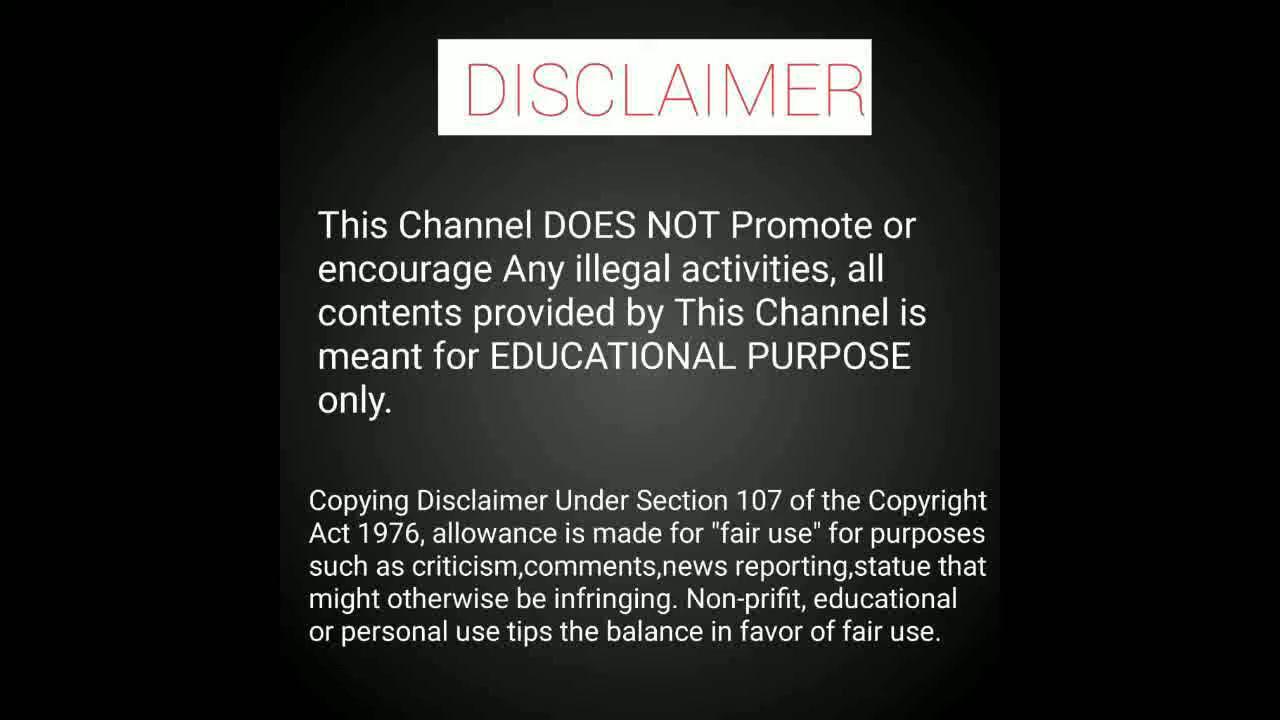 DISCLAIMER
This Channel DOES NOT Promote or
encourage Any illegal activities, all
contents provided by This Channel is
meant for EDUCATIONAL PURPOSE
only.
Copying Disclaimer Under Section 107 of the Copyright
Act 1976, allowance is made for "fair use" for purposes
such as criticism,comments,news reporting,statue that
might otherwise be infringing. Non-prifit, educational
or personal use tips the balance in favor of fair use.